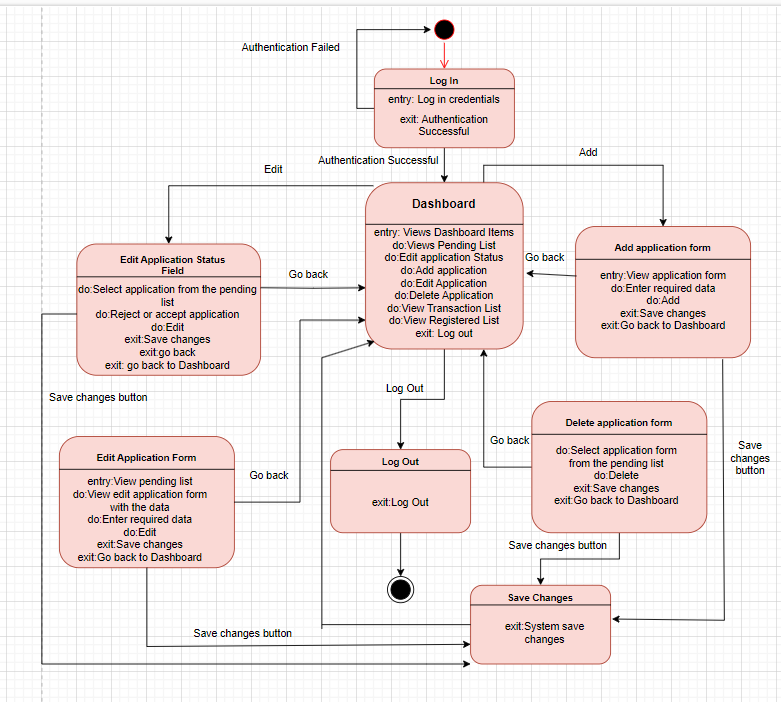 Authentication Failed
Log In
entry: Log in credentials
exit: Authentication
Successful
Authentication Successful
Edit
Add
Dashboard
entry: Views Dashboard Items
do:Views Pending List
do:Edit application Status
do:Add application
do:Edit Application
do:Delete Application
do:View Transaction List
do:View Registered List
exit: Log out
Edit Application Status
Field
do:Select application from the pending
list
do:Reject or accept application
do:Edit
exit:Save changes
exit:go back
exit: go back to Dashboard
Go back
Go back
Add application form
entry:View application form
do:Enter required data
do:Add
exit:Save changes
exit:Go back to Dashboard
Save changes button
Log Out
Edit Application Form
entry:View pending list
do:View edit application form
with the data
do:Enter required data
do:Edit
exit:Save changes
exit:Go back to Dashboard
Go back
Log Out
exit:Log Out
Go back
Delete application form
do:Select application form
from the pending list
do:Delete
exit:Save changes
exit:Go back to Dashboard
Save
changes
button
Save changes button
Save Changes
exit:System save
changes
Save changes button